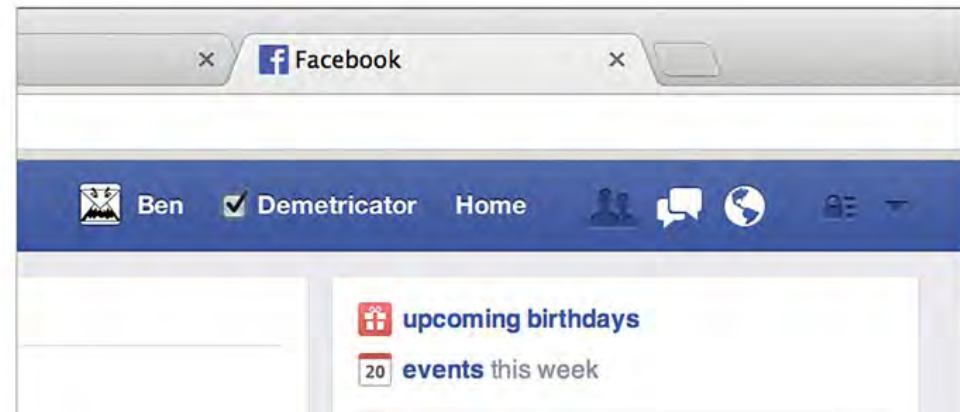 Facebook
Ben Demetricator Home
upcoming birthdays
20 events this week